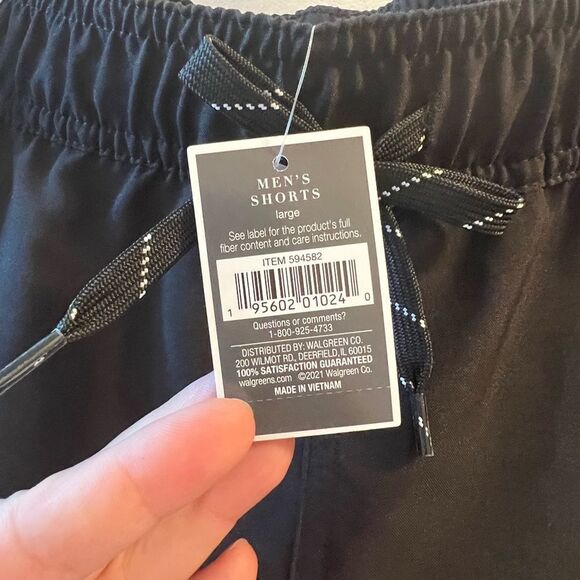 MEN'S
SHORTS
large
See label for the product's full
fiber content and care instructions.
ITEM 594582
1 95602 01024 0
Questions or comments?
1-800-925-4733
DISTRIBUTED BY: WALGREEN CO.
200 WILMOT RD., DEERFIELD, IL 60015
100% SATISFACTION GUARANTEED
walgreens.com ©2021 Walgreen Co.
MADE IN VIETNAM